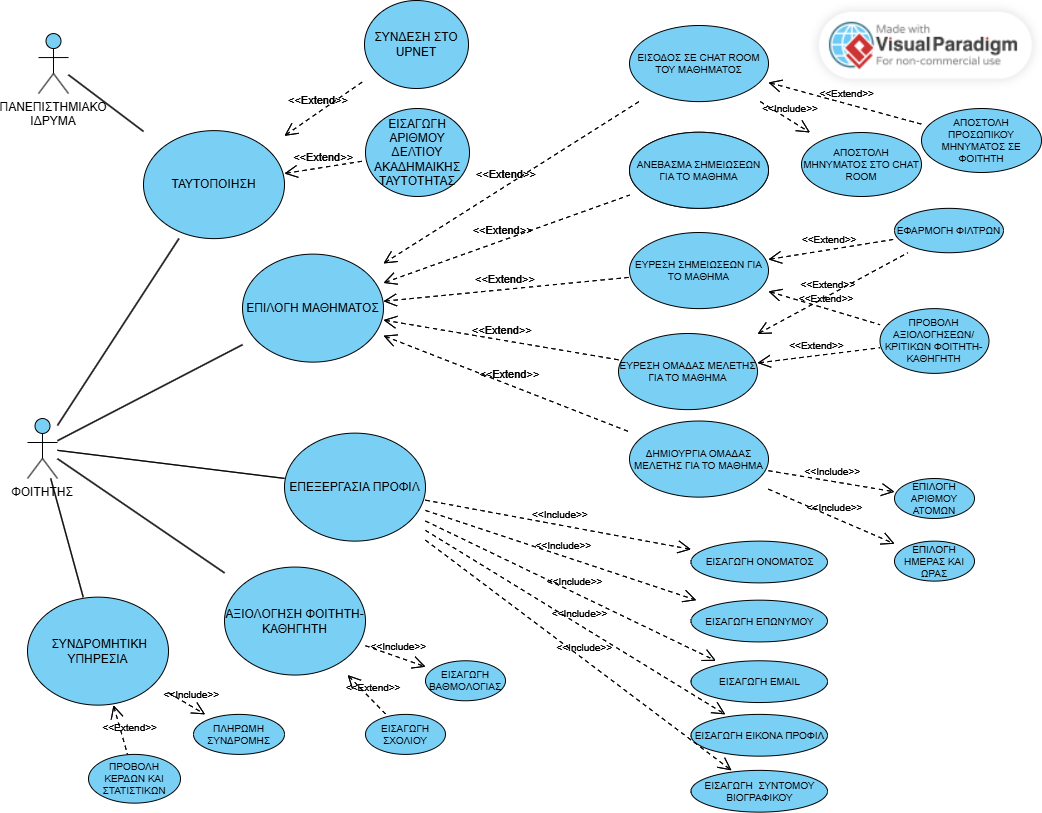 Made with
Visual Paradigm
For non-commercial use
ΠΑΝΕΠΙΣΤΗΜΙΑΚΟ
ΙΔΡΥΜΑ
ΣΥΝΔΕΣΗ ΣΤΟ
UPNET
<<Extend>>
ΕΙΣΑΓΩΓΗ
ΑΡΙΘΜΟΥ
ΔΕΛΤΙΟΥ
ΑΚΑΔΗΜΑΙΚΗΣ
ΤΑΥΤΟΤΗΤΑΣ
<<Extend>>
ΤΑΥΤΟΠΟΙΗΣΗ
ΕΙΣΟΔΟΣ ΣΕ CHAT ROOM
ΤΟΥ ΜΑΘΗΜΑΤΟΣ
<<Extend>>
<<Include>>
ΑΠΟΣΤΟΛΗ
ΠΡΟΣΩΠΙΚΟΥ
ΜΗΝΥΜΑΤΟΣ ΣΕ
ΦΟΙΤΗΤΗ
ΑΠΟΣΤΟΛΗ
ΜΗΝΥΜΑΤΟΣ ΣΤΟ CHAT
ROOM
<<Extend>>
ΑΝΕΒΑΣΜΑ ΣΗΜΕΙΩΣΕΩΝ
ΓΙΑ ΤΟ ΜΑΘΗΜΑ
<<Extend>>
ΕΦΑΡΜΟΓΗ ΦΙΛΤΡΩΝ
<<Extend>>
ΕΥΡΕΣΗ ΣΗΜΕΙΩΣΕΩΝ ΓΙΑ
ΤΟ ΜΑΘΗΜΑ
<<Extend>>
<<Extend>>
<<Extend>>
ΕΠΙΛΟΓΗ ΜΑΘΗΜΑΤΟΣ
ΠΡΟΒΟΛΗ
ΑΞΙΟΛΟΓΗΣΕΩΝ/
ΚΡΙΤΙΚΩΝ ΦΟΙΤΗΤΗ-
ΚΑΘΗΓΗΤΗ
<<Extend>>
<<Extend>>
ΕΥΡΕΣΗ ΟΜΑΔΑΣ ΜΕΛΕΤΗΣ
ΓΙΑ ΤΟ ΜΑΘΗΜΑ
<<Extend>>
ΔΗΜΙΟΥΡΓΙΑ ΟΜΑΔΑΣ
ΜΕΛΕΤΗΣ ΓΙΑ ΤΟ ΜΑΘΗΜΑ
<<Include>>
ΕΠΙΛΟΓΗ
ΑΡΙΘΜΟΥ
ΑΤΟΜΩΝ
<<Include>>
ΕΠΙΛΟΓΗ
ΗΜΕΡΑΣ ΚΑΙ
ΩΡΑΣ
ΦΟΙΤΗΤΗΣ
ΕΠΕΞΕΡΓΑΣΙΑ ΠΡΟΦΙΛ
<<Include>>
<<Include>>
<<Include>>
<<Include>>
<<Include>>
ΕΙΣΑΓΩΓΗ ΟΝΟΜΑΤΟΣ
ΕΙΣΑΓΩΓΗ ΕΠΩΝΥΜΟΥ
ΕΙΣΑΓΩΓΗ EMAIL
ΕΙΣΑΓΩΓΗ ΕΙΚΟΝΑ ΠΡΟΦΙΛ
ΕΙΣΑΓΩΓΗ ΣΥΝΤΟΜΟΥ
ΒΙΟΓΡΑΦΙΚΟΥ
ΑΞΙΟΛΟΓΗΣΗ ΦΟΙΤΗΤΗ-
ΚΑΘΗΓΗΤΗ
<<Include>>
ΕΙΣΑΓΩΓΗ
ΒΑΘΜΟΛΟΓΙΑΣ
<<Extend>>
ΕΙΣΑΓΩΓΗ
ΣΧΟΛΙΟΥ
ΣΥΝΔΡΟΜΗΤΙΚΗ
ΥΠΗΡΕΣΙΑ
<<Include>>
ΠΛΗΡΩΜΗ
ΣΥΝΔΡΟΜΗΣ
<<Extend>>
ΠΡΟΒΟΛΗ
ΚΕΡΔΩΝ ΚΑΙ
ΣΤΑΤΙΣΤΙΚΩΝ